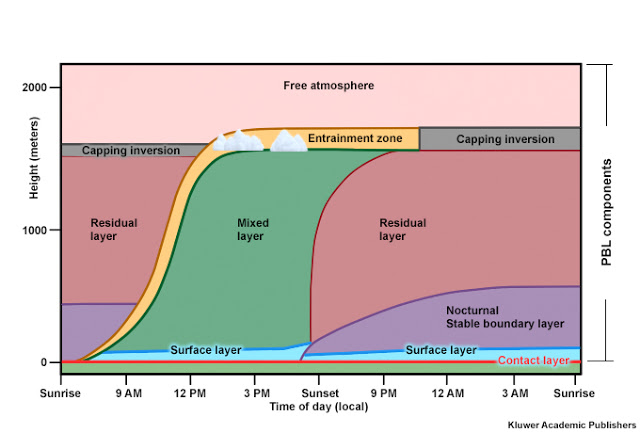 2000
Free atmosphere
Entrainment zone
Capping inversion
Capping inversion
Height (meters)
PBL components
Residual
layer
Mixed
layer
Residual
layer
1000
Nocturnal
Stable boundary layer
Surface layer
Surface layer
Contact layer
0
Sunrise
9 AM
12 PM
3 PM
Sunset
9 PM
12 AM
3 AM
Sunrise
Time of day (local)
Kluwer Academic Publishers